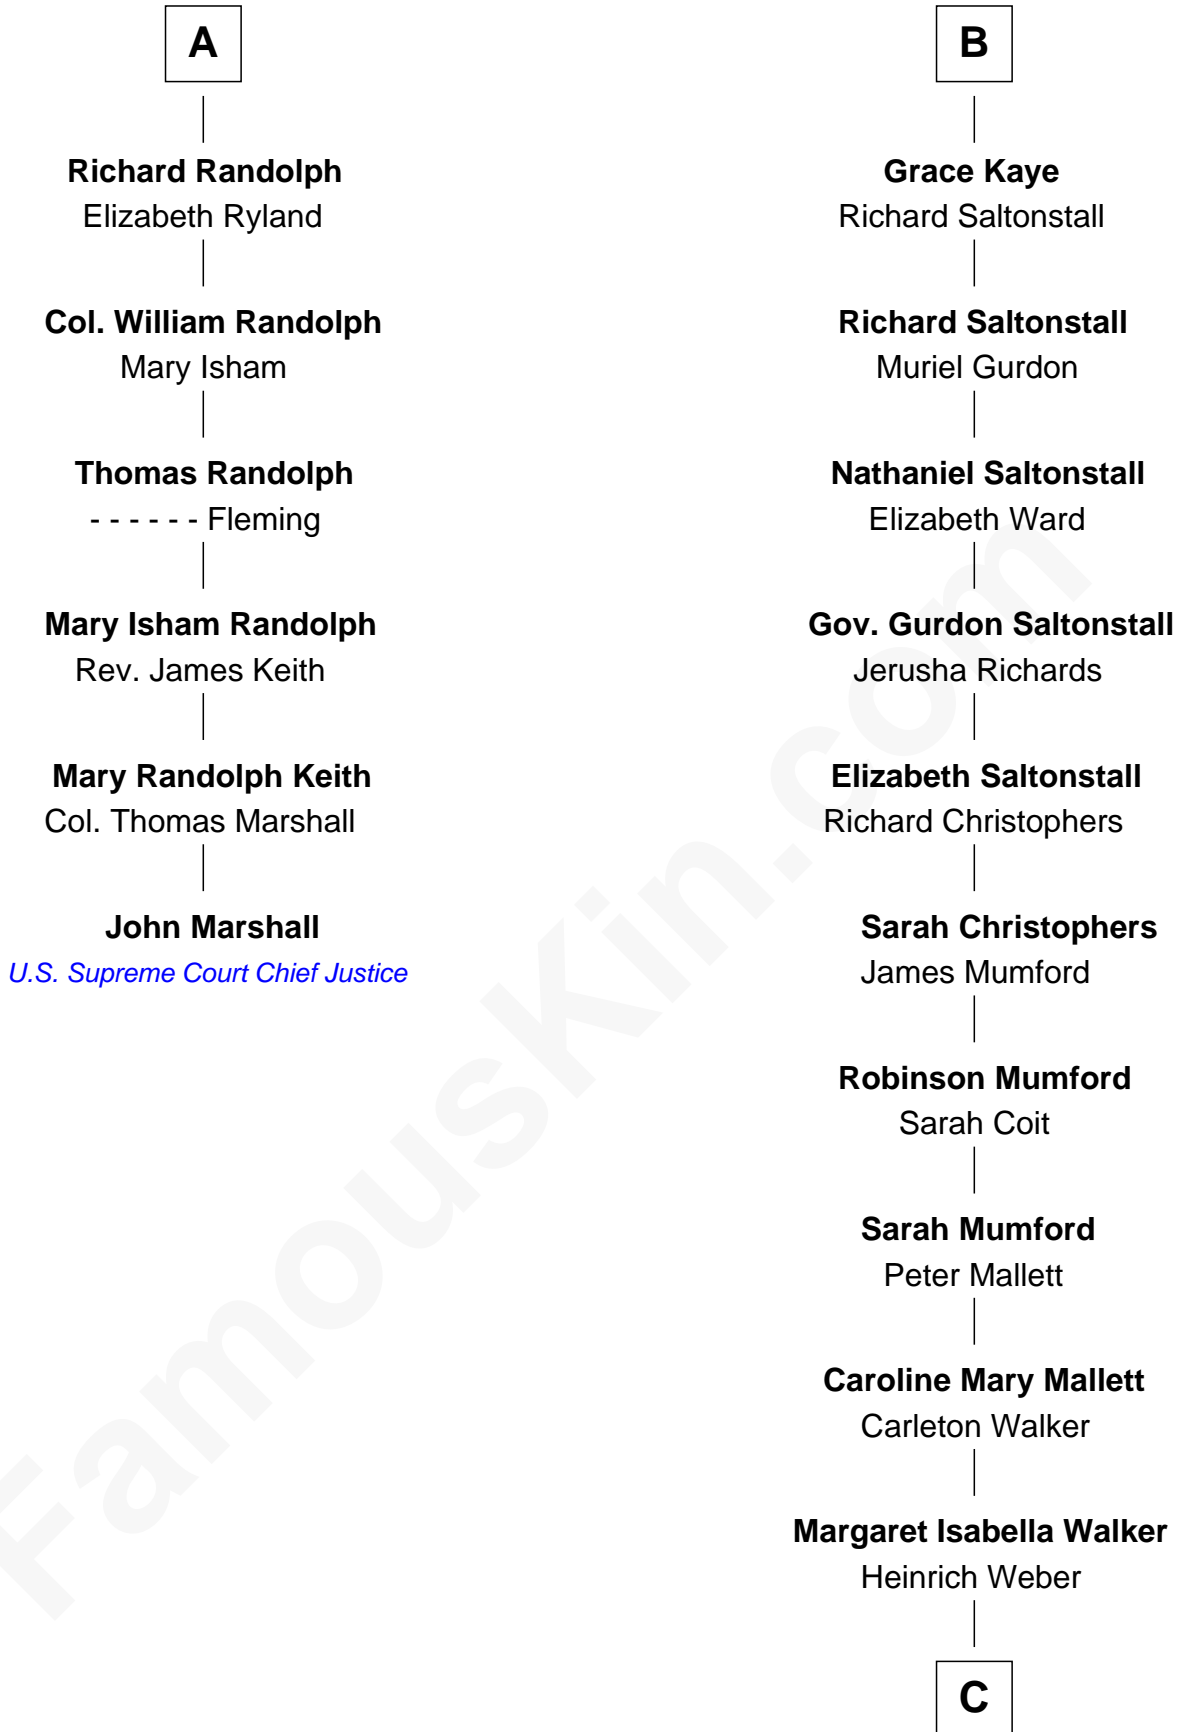 A
Richard Randolph
Elizabeth Ryland
Col. William Randolph
Mary Isham
Thomas Randolph
- - - - - - Fleming
Mary Isham Randolph
Rev. James Keith
Mary Randolph Keith
Col. Thomas Marshall
John Marshall
U.S. Supreme Court Chief Justice
B
Grace Kaye
Richard Saltonstall
Richard Saltonstall
Muriel Gurdon
Nathaniel Saltonstall
Elizabeth Ward
Gov. Gurdon Saltonstall
Jerusha Richards
Elizabeth Saltonstall
Richard Christophers
Sarah Christophers
James Mumford
Robinson Mumford
Sarah Coit
Sarah Mumford
Peter Mallett
Caroline Mary Mallett
Carleton Walker
Margaret Isabella Walker
Heinrich Weber
C
FamousKin.com